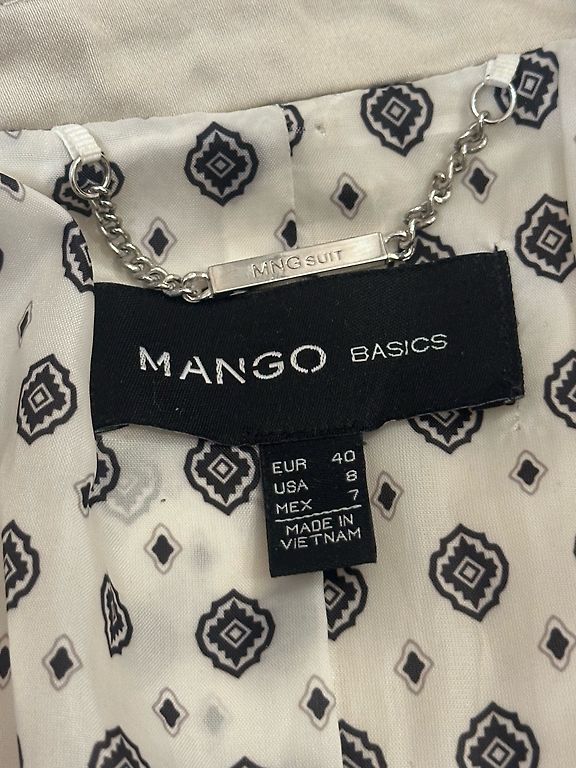 MNG SUIT
MANGO BASICS
EUR 40
USA 8
MEX 7
MADE IN
VIETNAM